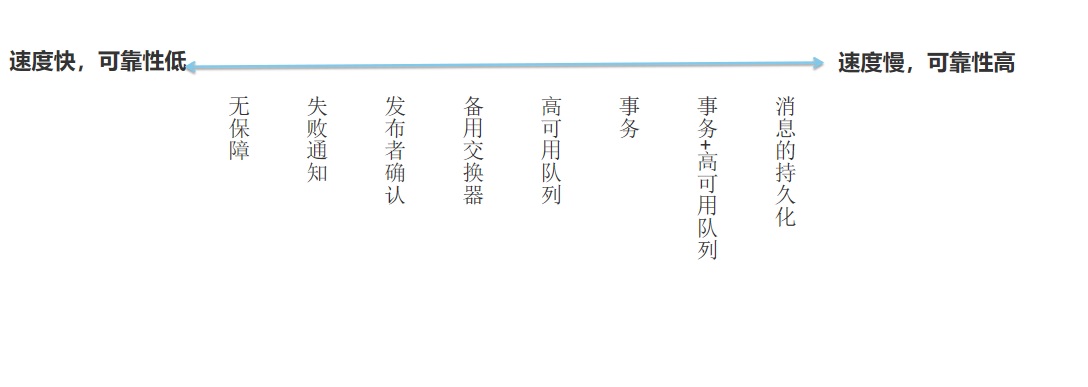 速度快，可靠性低
速度慢，可靠性高
无保障
失败通知
发布者确认
备用交换器
高可用队列
事务
事务+高可用队列
消息的持久化